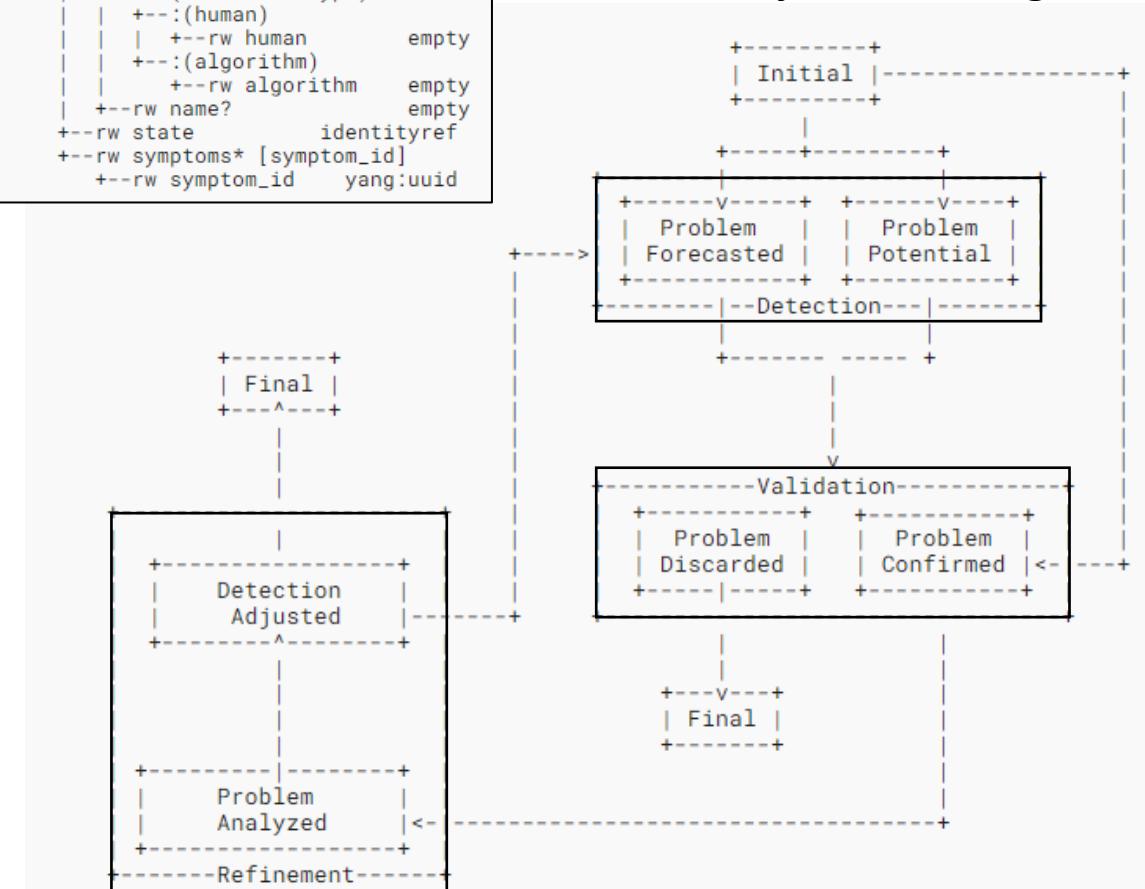 +--:(human)
+--rw human empty
+--:(algorithm)
+--rw algorithm empty
+--rw name? empty
+--rw state identityref
+--rw symptoms* [symptom_id]
+--rw symptom_id yang:uuid
Initial
Problem Forecasted
Problem Potential
Detection
Final
Validation
Problem Discarded
Problem Confirmed
Detection Adjusted
Final
Problem Analyzed
Refinement